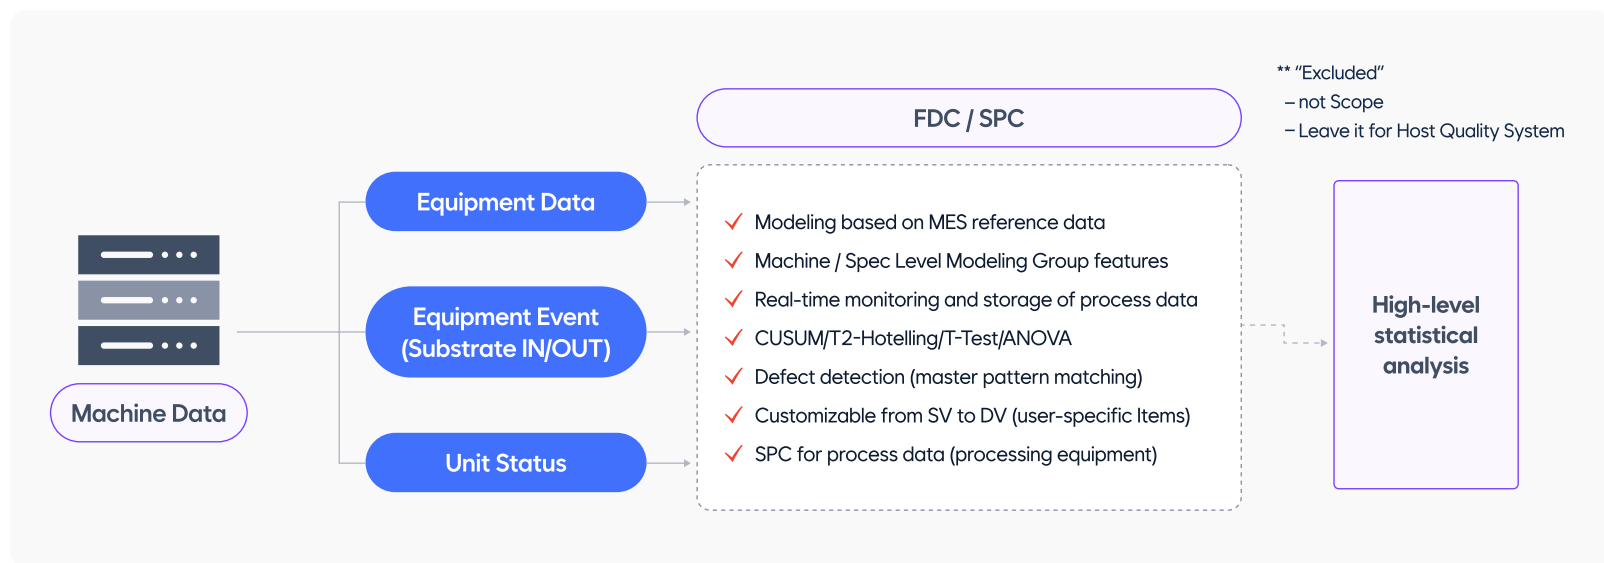 ** “Excluded”
– not Scope
– Leave it for Host Quality System
FDC / SPC
Machine Data
Equipment Data
Equipment Event
(Substrate IN/OUT)
Unit Status
Modeling based on MES reference data
Machine / Spec Level Modeling Group features
Real-time monitoring and storage of process data
CUSUM/T2-Hotelling/T-Test/ANOVA
Defect detection (master pattern matching)
Customizable from SV to DV (user-specific Items)
SPC for process data (processing equipment)
High-level
statistical
analysis